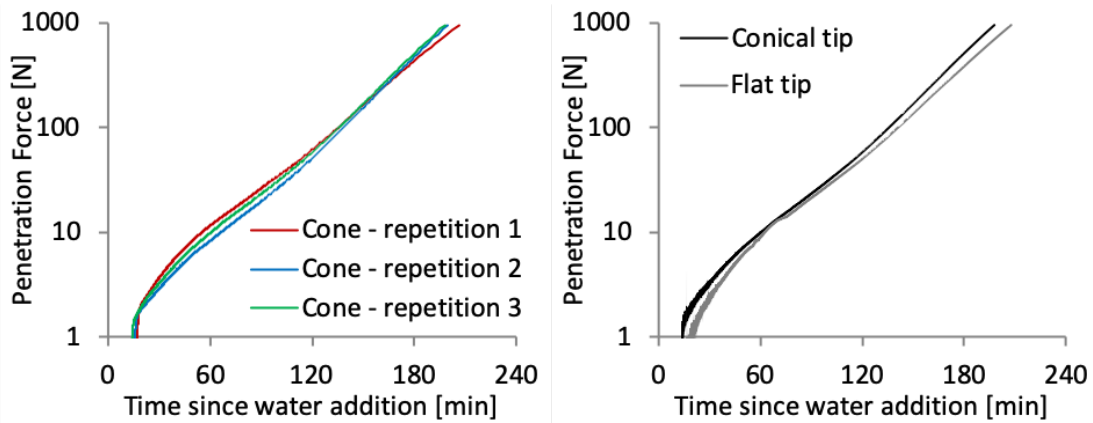 1000
100
10
1
Penetration Force [N]
0
60
120
180
240
Time since water addition [min]
Cone - repetition 1
Cone - repetition 2
Cone - repetition 3
1000
100
10
1
Penetration Force [N]
0
60
120
180
240
Time since water addition [min]
Conical tip
Flat tip